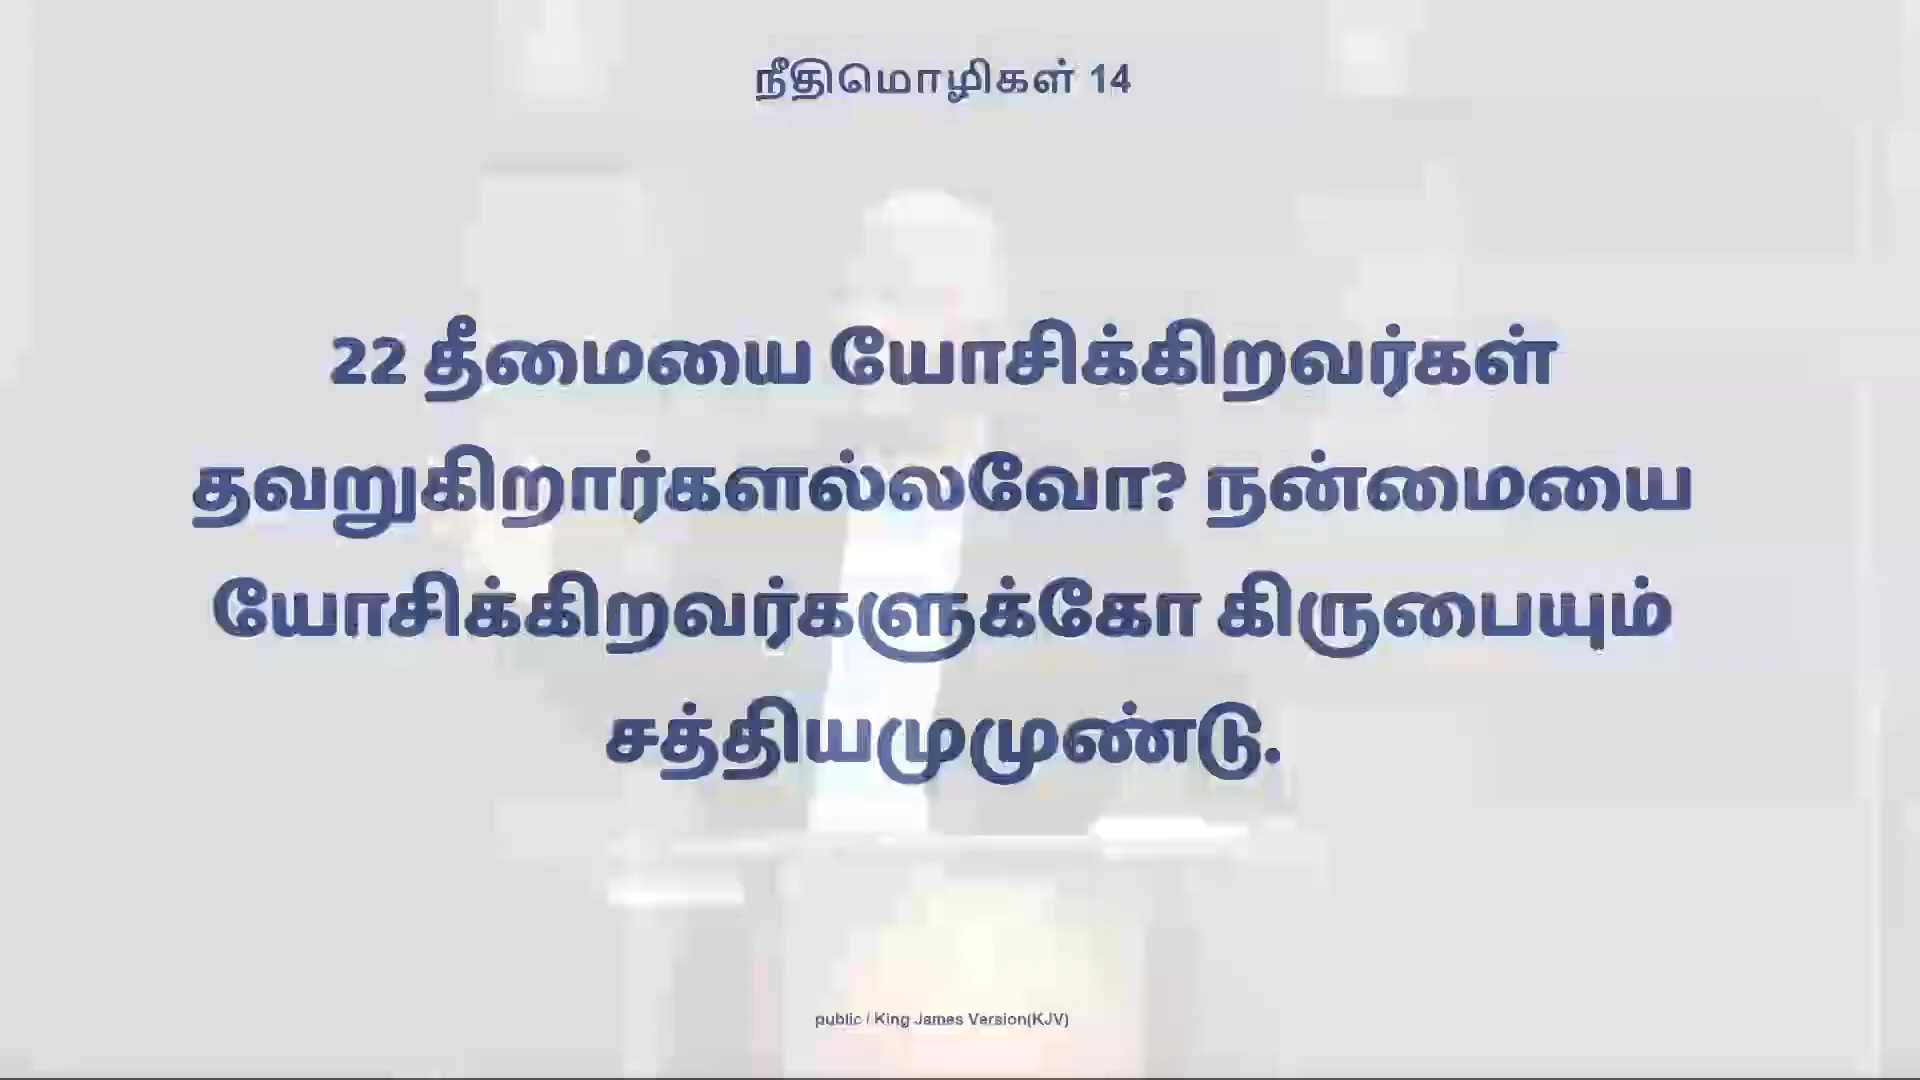 நீதிமொழிகள் 14
22 தீமையை யோசிக்கிறவர்கள்
தவறுகிறார்களல்லவோ? நன்மையை
யோசிக்கிறவர்களுக்கோ கிருபையும்
சத்தியமுமுண்டு.
public / King James Version(KJV)